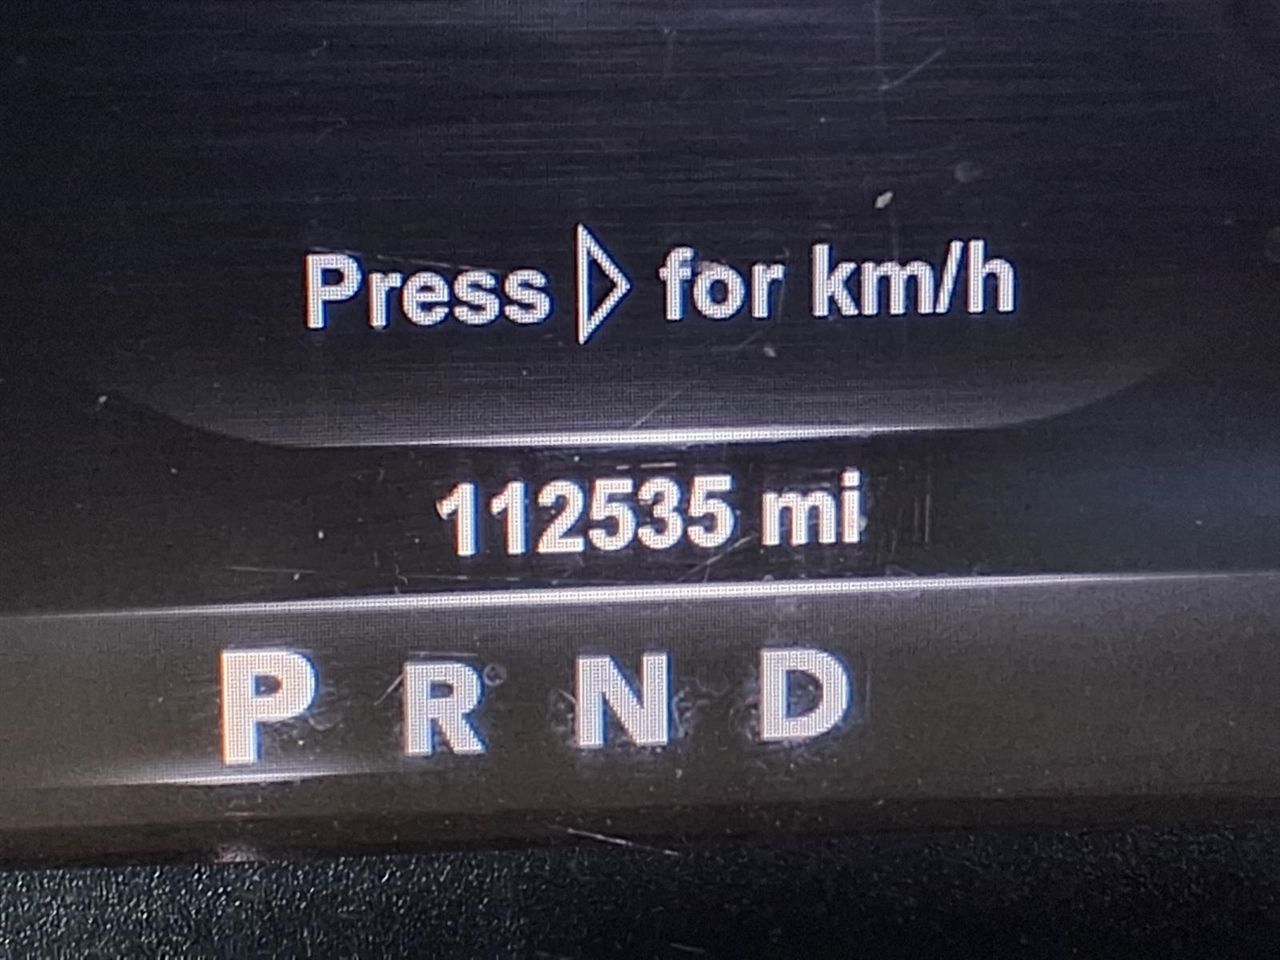 Press ▷ for km/h
112535 mi
P R N D